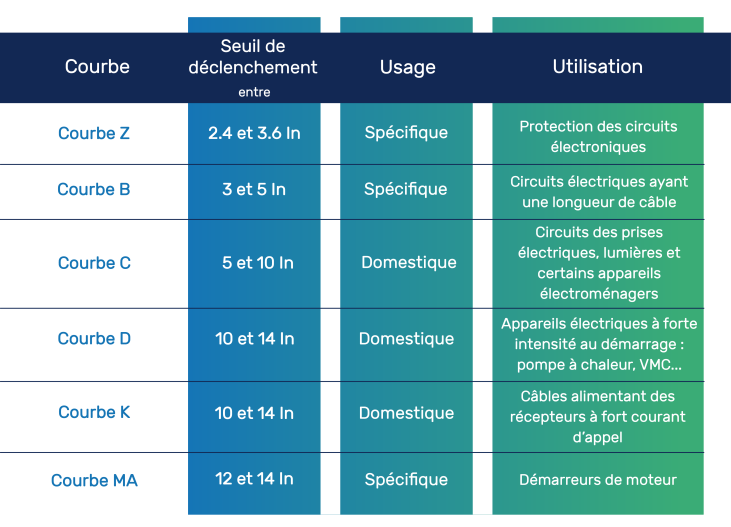 Courbe
Seuil de
déclenchement
entre
Usage
Utilisation
Courbe Z
2.4 et 3.6 In
Spécifique
Protection des circuits
électroniques
Courbe B
3 et 5 In
Spécifique
Circuits électriques ayant
une longueur de câble
Courbe C
5 et 10 In
Domestique
Circuits des prises
électriques, lumières et
certains appareils
électroménagers
Courbe D
10 et 14 In
Domestique
Appareils électriques à forte
intensité au démarrage :
pompe à chaleur, VMC...
Courbe K
10 et 14 In
Domestique
Câbles alimentant des
récepteurs à fort courant
d'appel
Courbe MA
12 et 14 In
Spécifique
Démarreurs de moteur